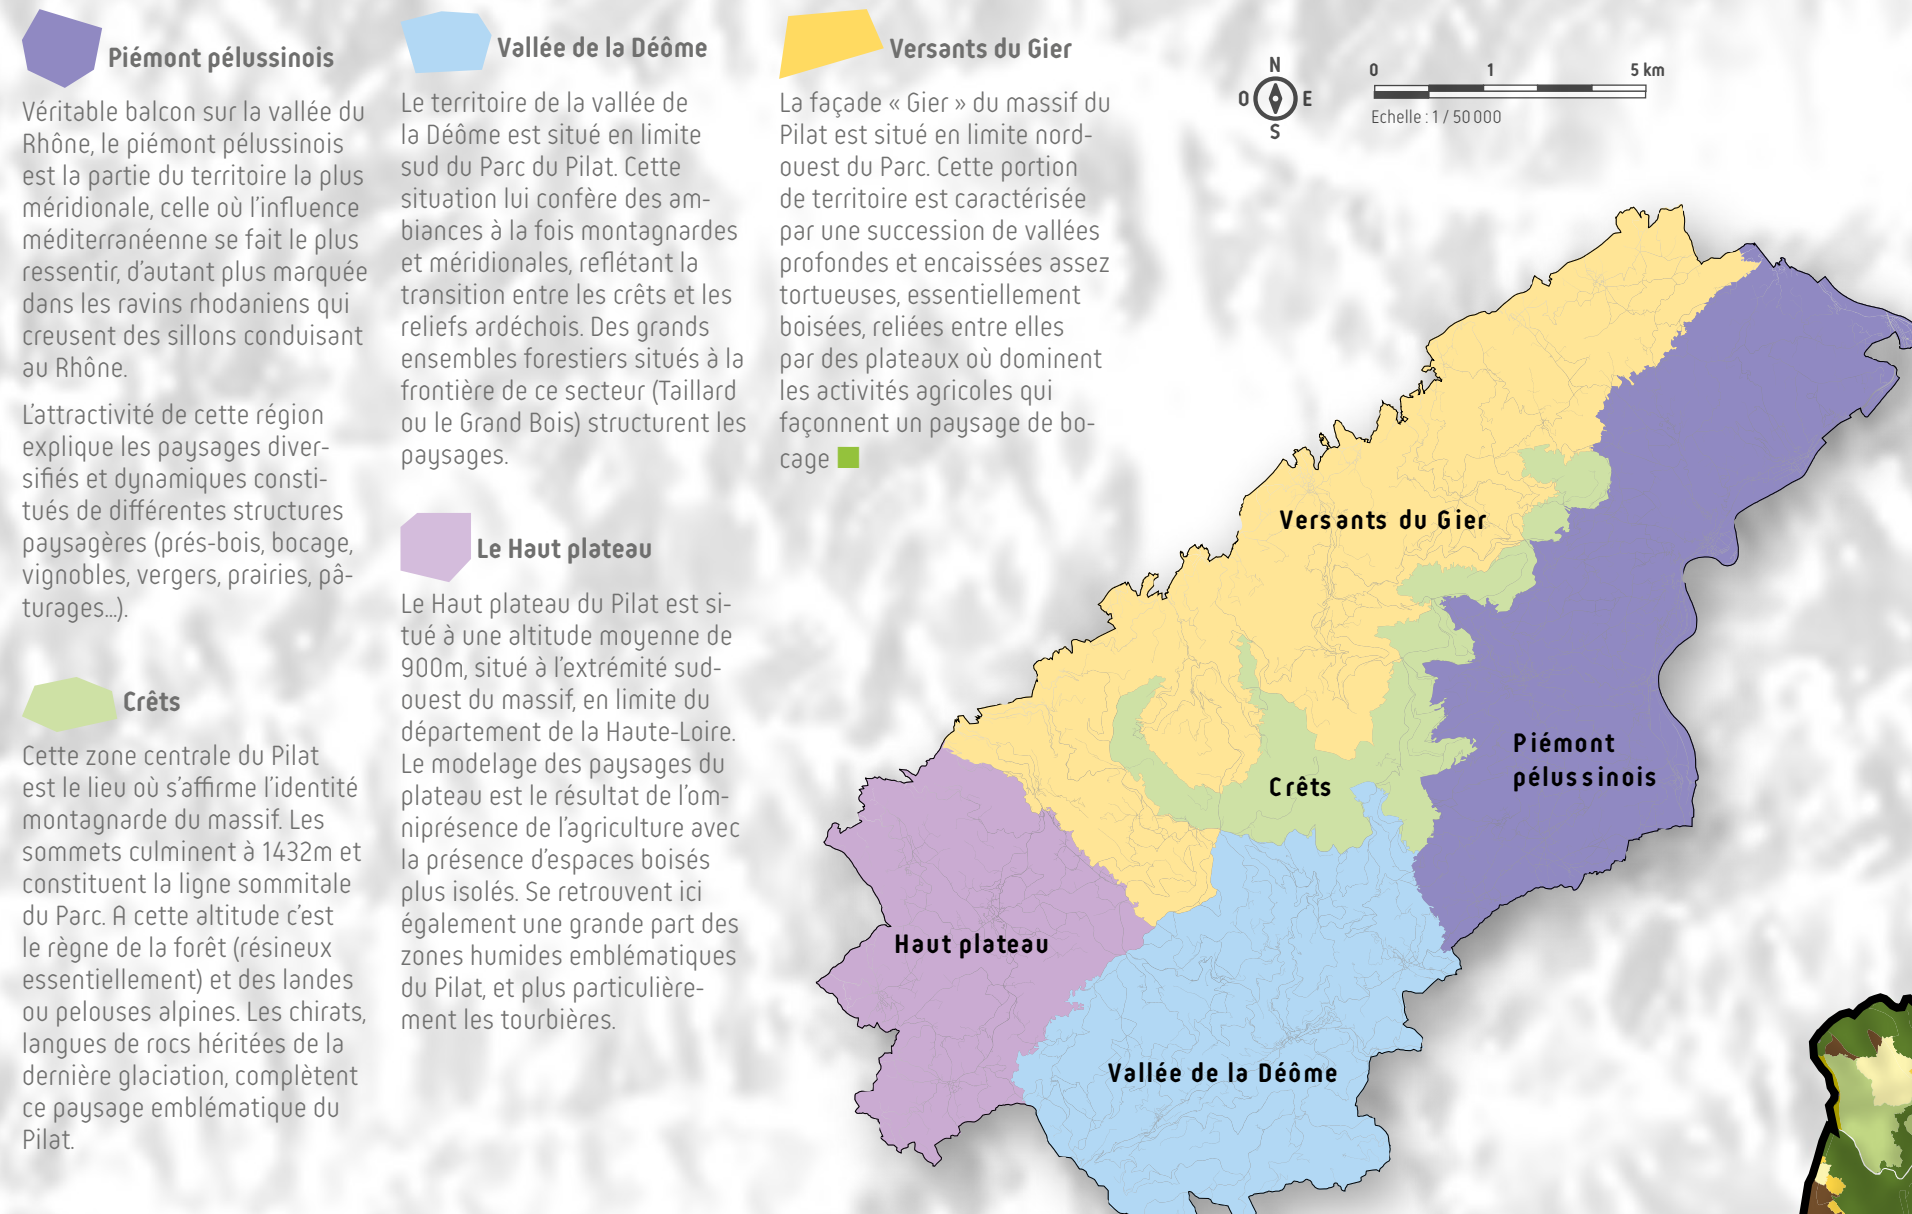 Piémont pélussinois
Véritable balcon sur la vallée du
Rhône, le piémont pélussinois
est la partie du territoire la plus
méridionale, celle où l'influence
méditerranéenne se fait le plus
ressentir, d'autant plus marquée
dans les ravins rhodaniens qui
creusent des sillons conduisant
au Rhône.
L'attractivité de cette région
explique les paysages diver-
sifiés et dynamiques consti-
tués de différentes structures
paysagères (prés-bois, bocage,
vignobles, vergers, prairies, pâ-
turages...).
Crêts
Cette zone centrale du Pilat
est le lieu où s'affirme l'identité
montagnarde du massif. Les
sommets culminent à 1432m et
constituent la ligne sommitale
du Parc. A cette altitude c'est
le règne de la forêt (résineux
essentiellement) et des landes
ou pelouses alpines. Les chirats,
langues de rocs héritées de la
dernière glaciation, complètent
ce paysage emblématique du
Pilat.
Vallée de la Déôme
Le territoire de la vallée de
la Déôme est situé en limite
sud du Parc du Pilat. Cette
situation lui confère des am-
biances à la fois montagnardes
et méridionales, reflétant la
transition entre les crêts et les
reliefs ardéchois. Des grands
ensembles forestiers situés à la
frontière de ce secteur (Taillard
ou le Grand Bois) structurent les
paysages.
Le Haut plateau
Le Haut plateau du Pilat est si-
tué à une altitude moyenne de
900m, situé à l'extrémité sud-
ouest du massif, en limite du
département de la Haute-Loire.
Le modelage des paysages du
plateau est le résultat de l'om-
niprésence de l'agriculture avec
la présence d'espaces boisés
plus isolés. Se retrouvent ici
également une grande part des
zones humides emblématiques
du Pilat, et plus particulière-
ment les tourbières.
Versants du Gier
La façade « Gier » du massif du
Pilat est situé en limite nord-
ouest du Parc. Cette portion
de territoire est caractérisée
par une succession de vallées
profondes et encaissées assez
tortueuses, essentiellement
boisées, reliées entre elles
par des plateaux où dominent
les activités agricoles qui
façonnent un paysage de bo-
cage
N
O E
S
0 1 5 km
Echelle : 1 / 50 000
Versants du Gier
Piémont
pélussinois
Crêts
Haut plateau
Vallée de la Déôme